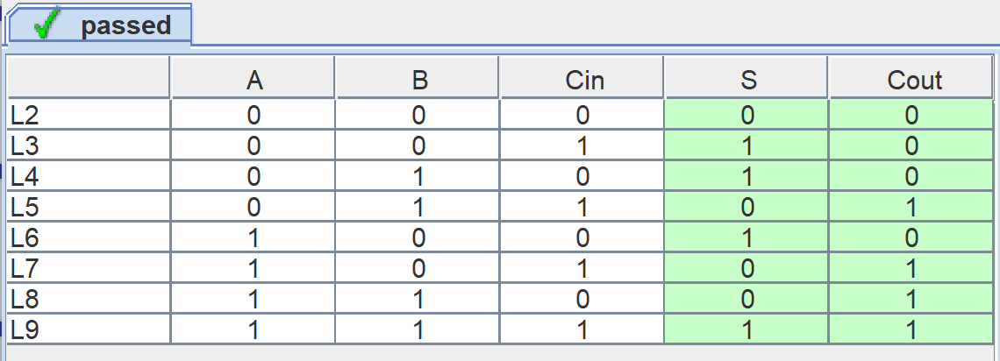 passed
A B Cin S Cout
L2 0 0 0 0 0
L3 0 0 1 1 0
L4 0 1 0 1 0
L5 0 1 1 0 1
L6 1 0 0 1 0
L7 1 0 1 0 1
L8 1 1 0 0 1
L9 1 1 1 1 1